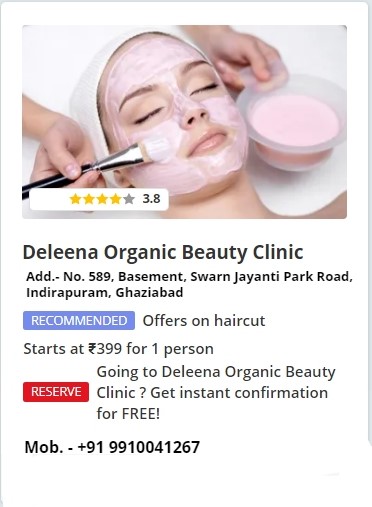 3.8
Deleena Organic Beauty Clinic
Add.- No. 589, Basement, Swarn Jayanti Park Road,
Indirapuram, Ghaziabad
RECOMMENDED Offers on haircut
Starts at ₹399 for 1 person
Going to Deleena Organic Beauty
RESERVE Clinic ? Get instant confirmation
for FREE!
Mob. - +91 9910041267